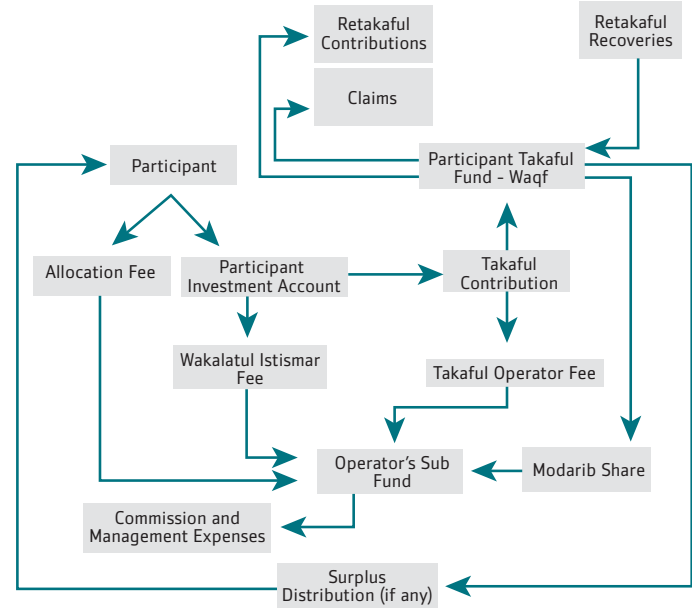 Retakaful
Contributions
Retakaful
Recoveries
Claims
Participant
Participant Takaful
Fund - Waqf
Allocation Fee
Participant
Investment Account
Takaful
Contribution
Wakalatul Istismar
Fee
Takaful Operator Fee
Operator's Sub
Fund
Modarib Share
Commission and
Management Expenses
Surplus
Distribution (if any)